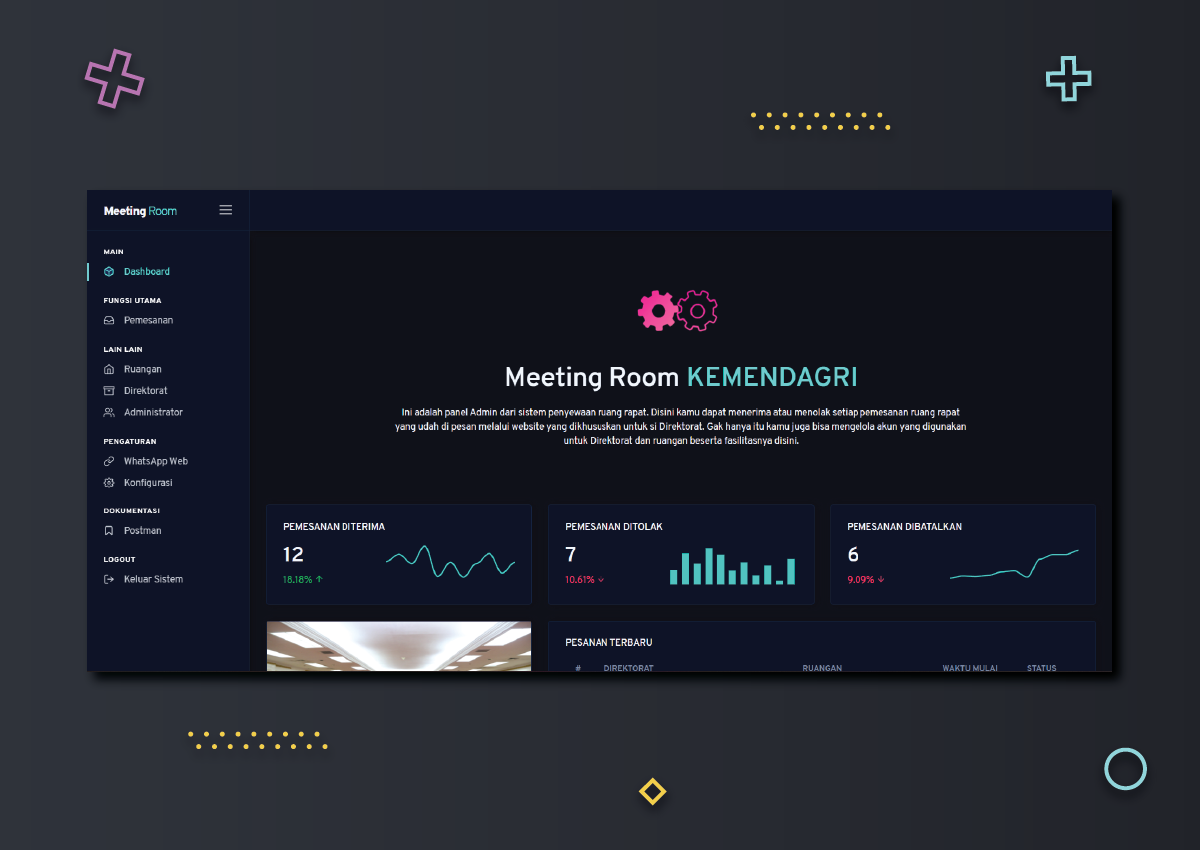 Meeting Room
MAIN
Dashboard
FUNGSI UTAMA
Pemesanan
LAIN LAIN
Ruangan
Direktorat
Administrator
PENGATURAN
WhatsApp Web
Konfigurasi
DOKUMENTASI
Postman
LOGOUT
Keluar Sistem
Meeting Room KEMENDAGRI
Ini adalah panel Admin dari sistem penyewaan ruang rapat. Disini kamu dapat menerima atau menolak setiap pemesanan ruang rapat
yang udah di pesan melalui website yang dikhususkan untuk si Direktorat. Gak hanya itu kamu juga bisa mengelola akun yang digunakan
untuk Direktorat dan ruangan beserta fasilitasnya disini.
PEMESANAN DITERIMA
12
18.18% ↑
PEMESANAN DITOLAK
7
10.61% ↓
PEMESANAN DIBATALKAN
6
9.09% ↓
PESANAN TERBARU
# DIREKTORAT RUANGAN WAKTU MULAI STATUS